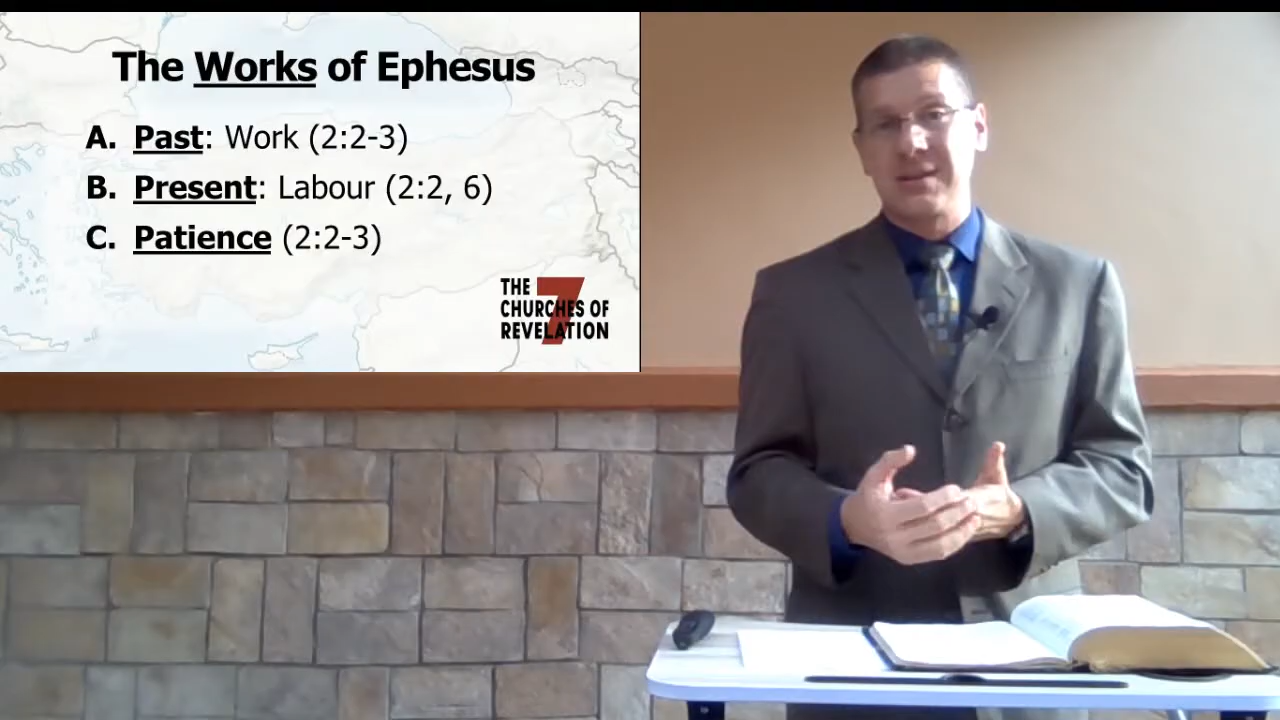 The Works of Ephesus
A. Past: Work (2:2-3)
B. Present: Labour (2:2, 6)
C. Patience (2:2-3)
THE 7
CHURCHES OF
REVELATION